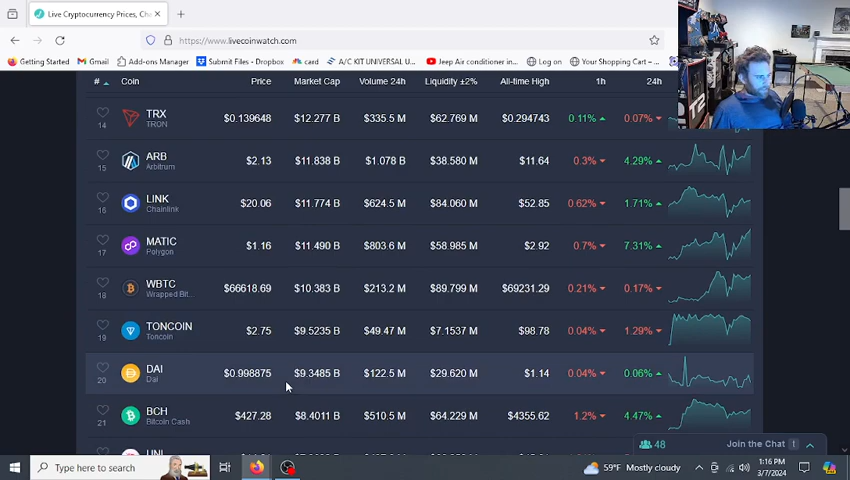 Live Cryptocurrency Prices, Cha
https://www.livecoinwatch.com
Getting Started Gmail Add-ons Manager Submit Files - Dropbox card A/C KIT UNIVERSAL U... Jeep Air conditioner in... Log on Your Shopping Cart -
# Coin Price Market Cap Volume 24h Liquidity ±2% All-time High 1h 24h
14 TRX TRON $0.139648 $12.277 B $335.5 M $62.769 M $0.294743 0.11% 0.07%
15 ARB Arbitrum $2.13 $11.838 B $1.078 B $38.580 M $11.64 0.3% 4.29%
16 LINK Chainlink $20.06 $11.774 B $624.5 M $84.060 M $52.85 0.62% 1.71%
17 MATIC Polygon $1.16 $11.490 B $803.6 M $58.985 M $2.92 0.7% 7.31%
18 WBTC Wrapped Bit... $66618.69 $10.383 B $213.2 M $89.799 M $69231.29 0.21% 0.17%
19 TONCOIN Toncoin $2.75 $9.5235 B $49.47 M $7.1537 M $98.78 0.04% 1.29%
20 DAI Dai $0.998875 $9.3485 B $122.5 M $29.620 M $1.14 0.04% 0.06%
21 BCH Bitcoin Cash $427.28 $8.4011 B $510.5 M $64.229 M $4355.62 1.2% 4.47%
UNI
48 Join the Chat
Type here to search 59°F Mostly cloudy 1:16 PM
3/7/2024